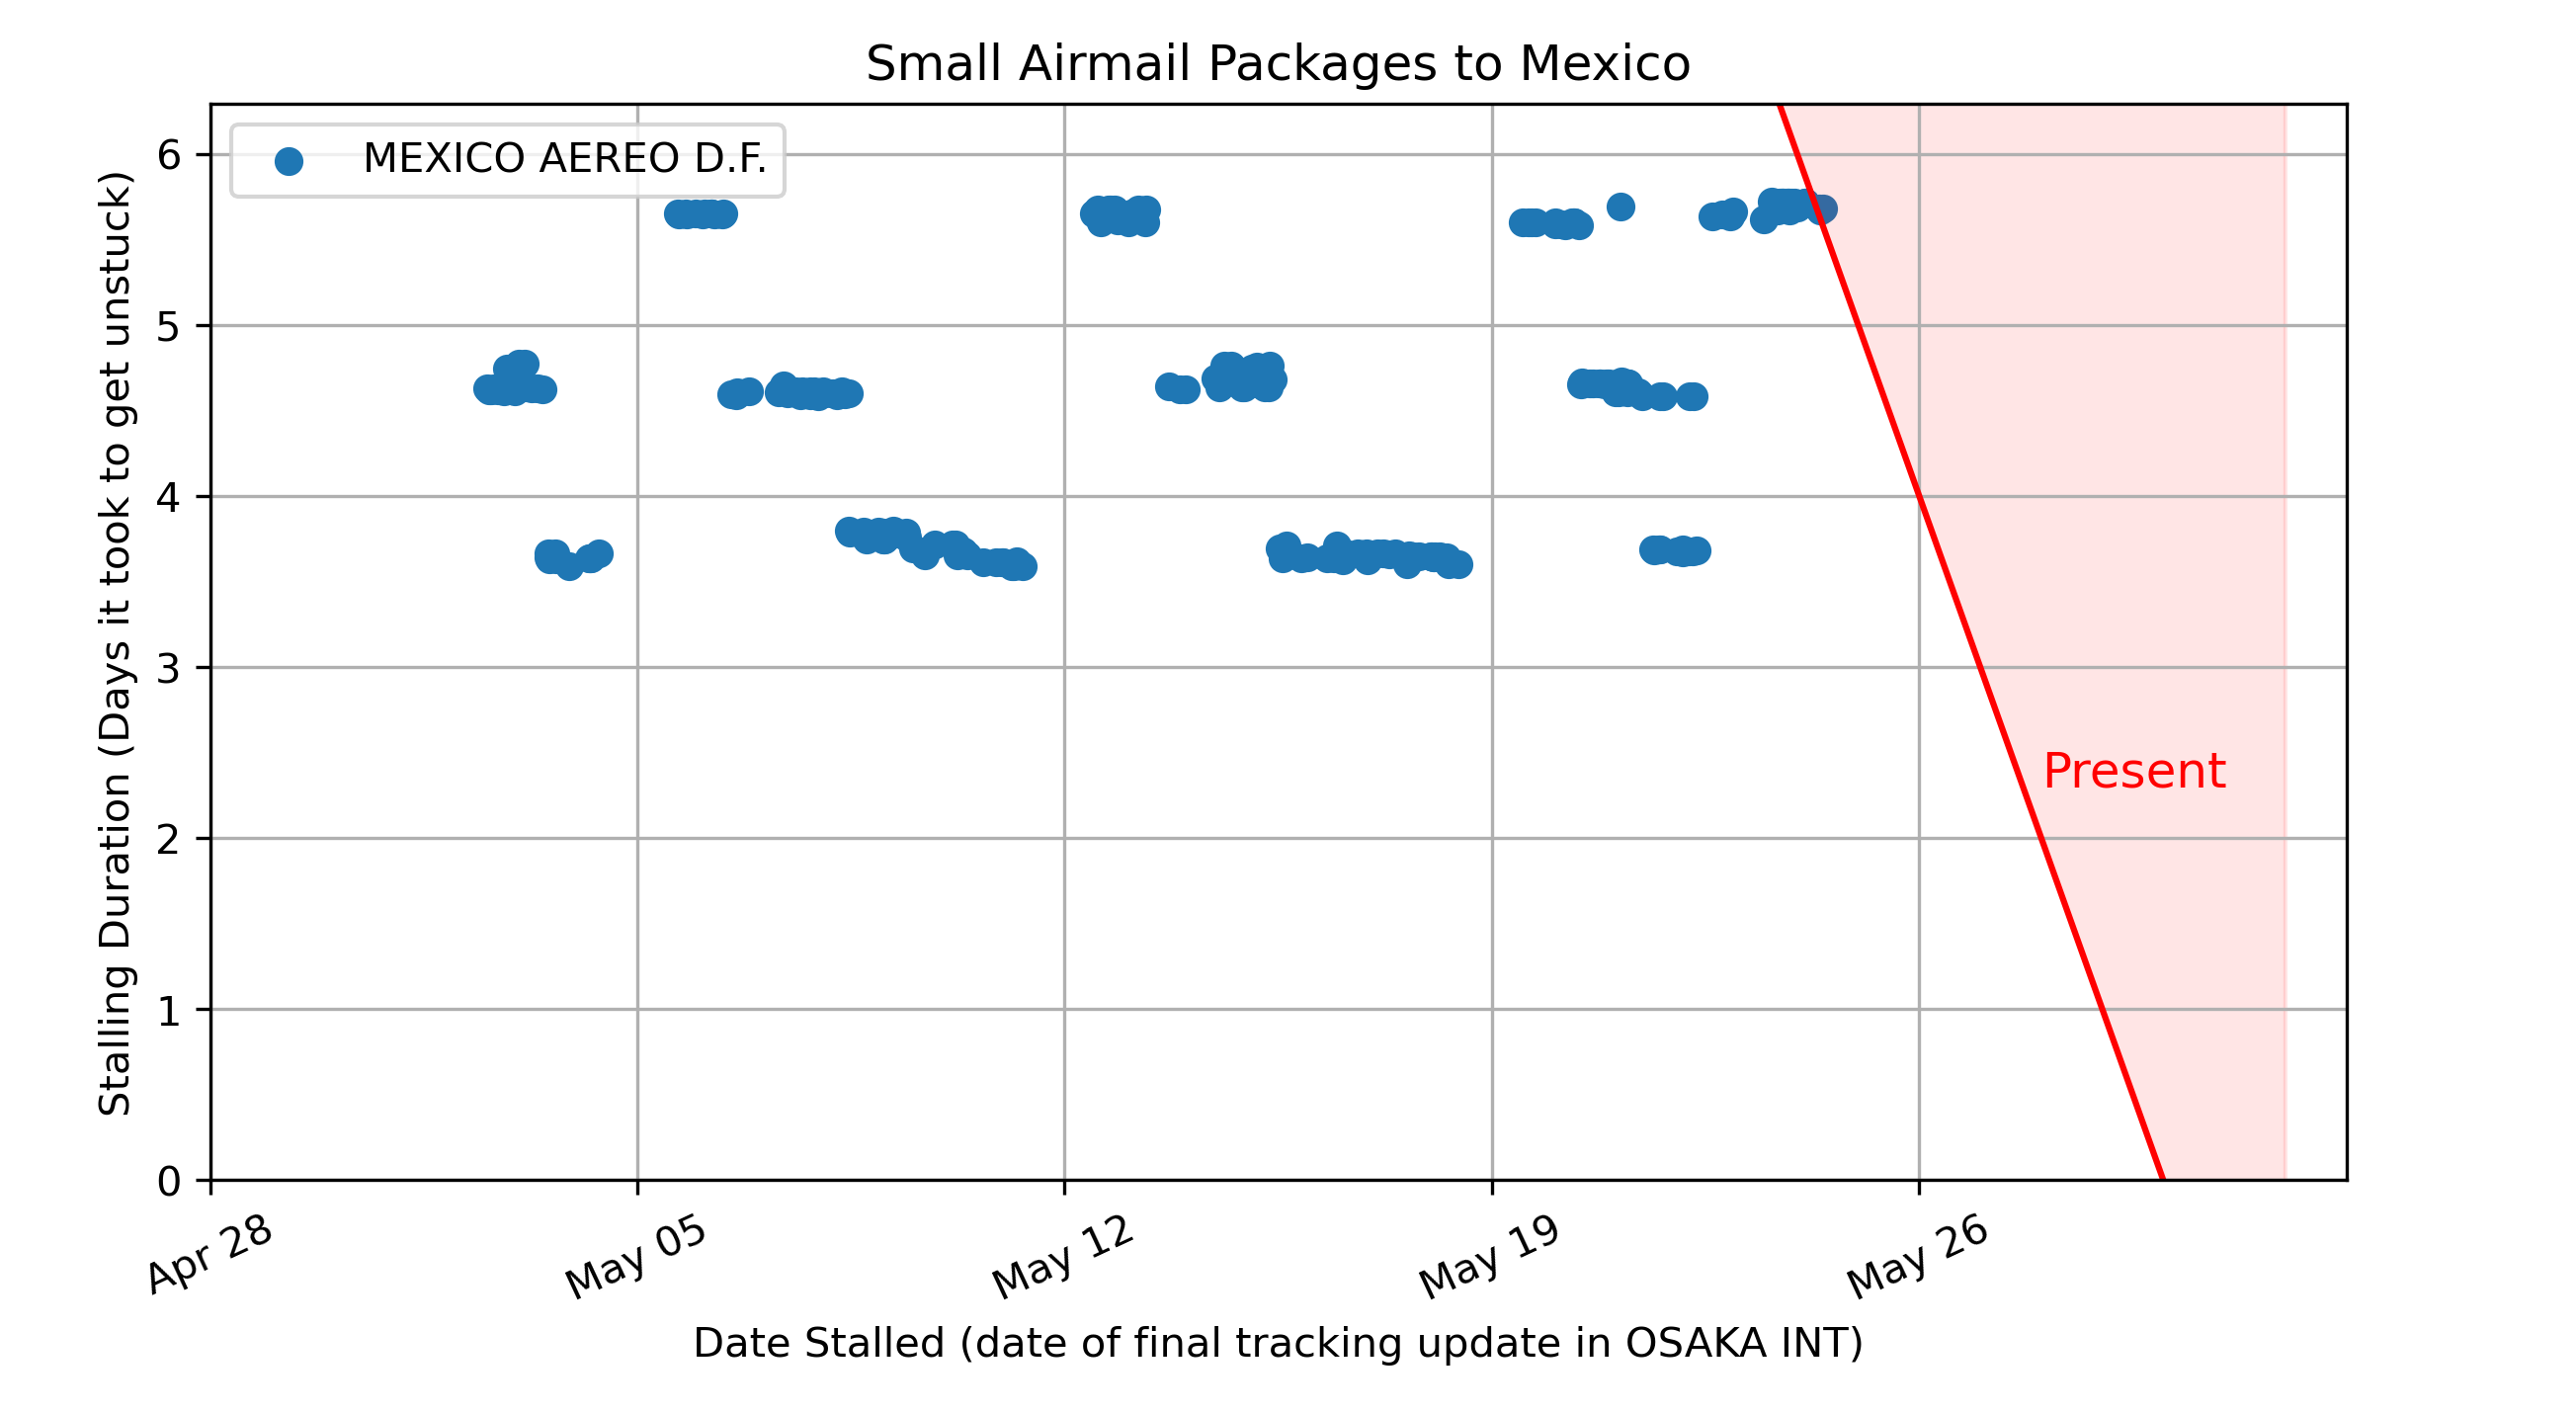 Small Airmail Packages to Mexico
MEXICO AEREO D.F.
Stalling Duration (Days it took to get unstuck)
6
5
4
3
2
1
0
Present
Apr 28
May 05
May 12
May 19
May 26
Date Stalled (date of final tracking update in OSAKA INT)